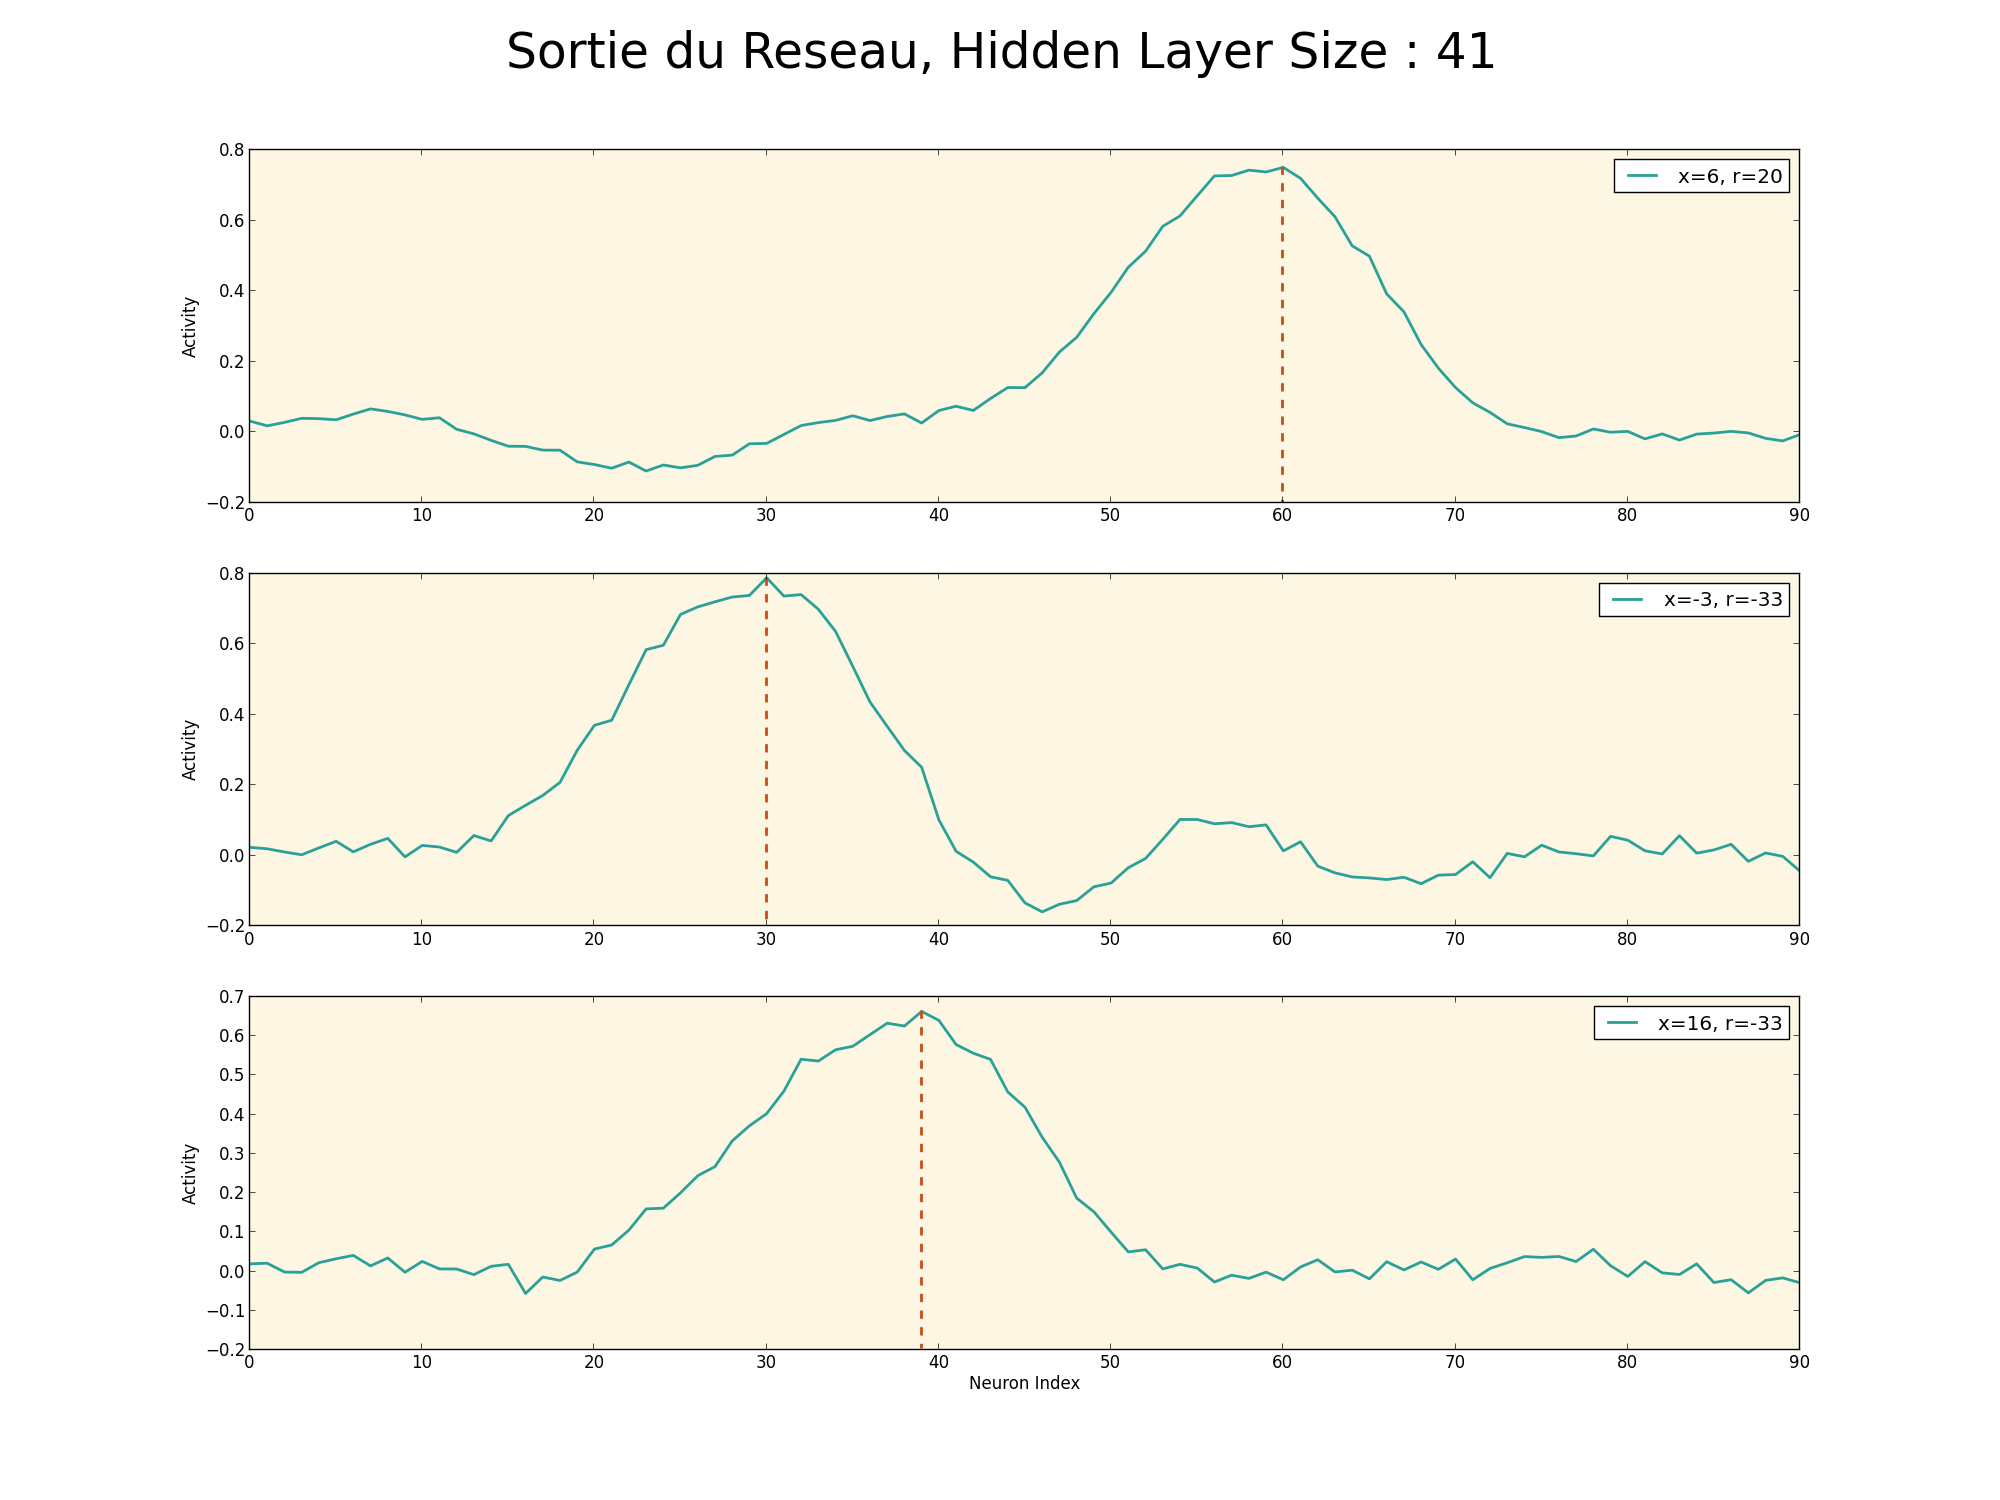 Sortie du Reseau, Hidden Layer Size : 41
0.8
0.6
0.4
0.2
0.0
−0.2
Activity
x=6, r=20
0 10 20 30 40 50 60 70 80 90
0.8
0.6
0.4
0.2
0.0
−0.2
Activity
x=-3, r=-33
0 10 20 30 40 50 60 70 80 90
0.7
0.6
0.5
0.4
0.3
0.2
0.1
0.0
−0.1
−0.2
Activity
x=16, r=-33
0 10 20 30 40 50 60 70 80 90
Neuron Index